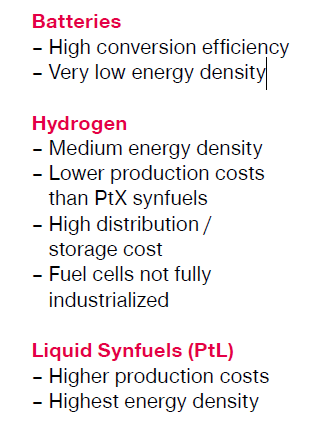 Batteries
– High conversion efficiency
– Very low energy density
Hydrogen
– Medium energy density
– Lower production costs
than PtX synfuels
– High distribution /
storage cost
– Fuel cells not fully
industrialized
Liquid Synfuels (PtL)
– Higher production costs
– Highest energy density